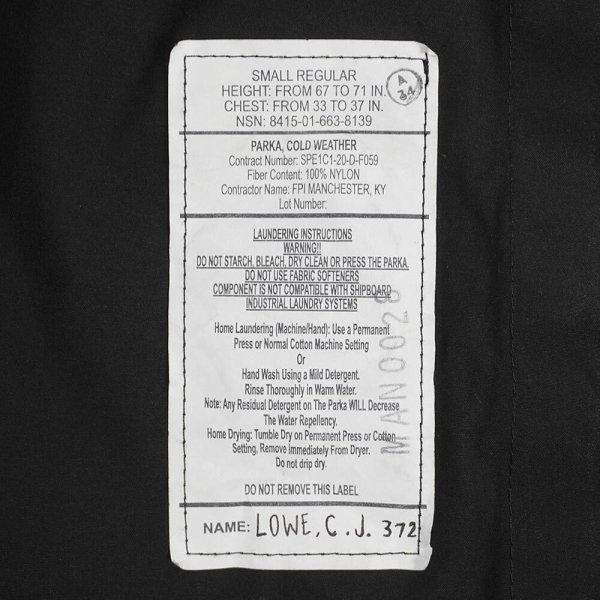 SMALL REGULAR
HEIGHT: FROM 67 TO 71 IN.
CHEST: FROM 33 TO 37 IN.
NSN: 8415-01-663-8139
A
34
PARKA, COLD WEATHER
Contract Number: SPE1C1-20-D-F059
Fiber Content: 100% NYLON
Contractor Name: FPI MANCHESTER, KY
Lot Number:
LAUNDERING INSTRUCTIONS
WARNING!!
DO NOT STARCH, BLEACH, DRY CLEAN OR PRESS THE PARKA.
DO NOT USE FABRIC SOFTENERS
COMPONENT IS NOT COMPATIBLE WITH SHIPBOARD
INDUSTRIAL LAUNDRY SYSTEMS
Home Laundering (Machine/Hand): Use a Permanent
Press or Normal Cotton Machine Setting
Or
Hand Wash Using a Mild Detergent.
Rinse Thoroughly in Warm Water.
Note: Any Residual Detergent on The Parka WILL Decrease
The Water Repellency.
Home Drying: Tumble Dry on Permanent Press or Cotton
Setting, Remove Immediately From Dryer.
Do not drip dry.
DO NOT REMOVE THIS LABEL
NAME: LOWE, C. J. 372
MAN0028